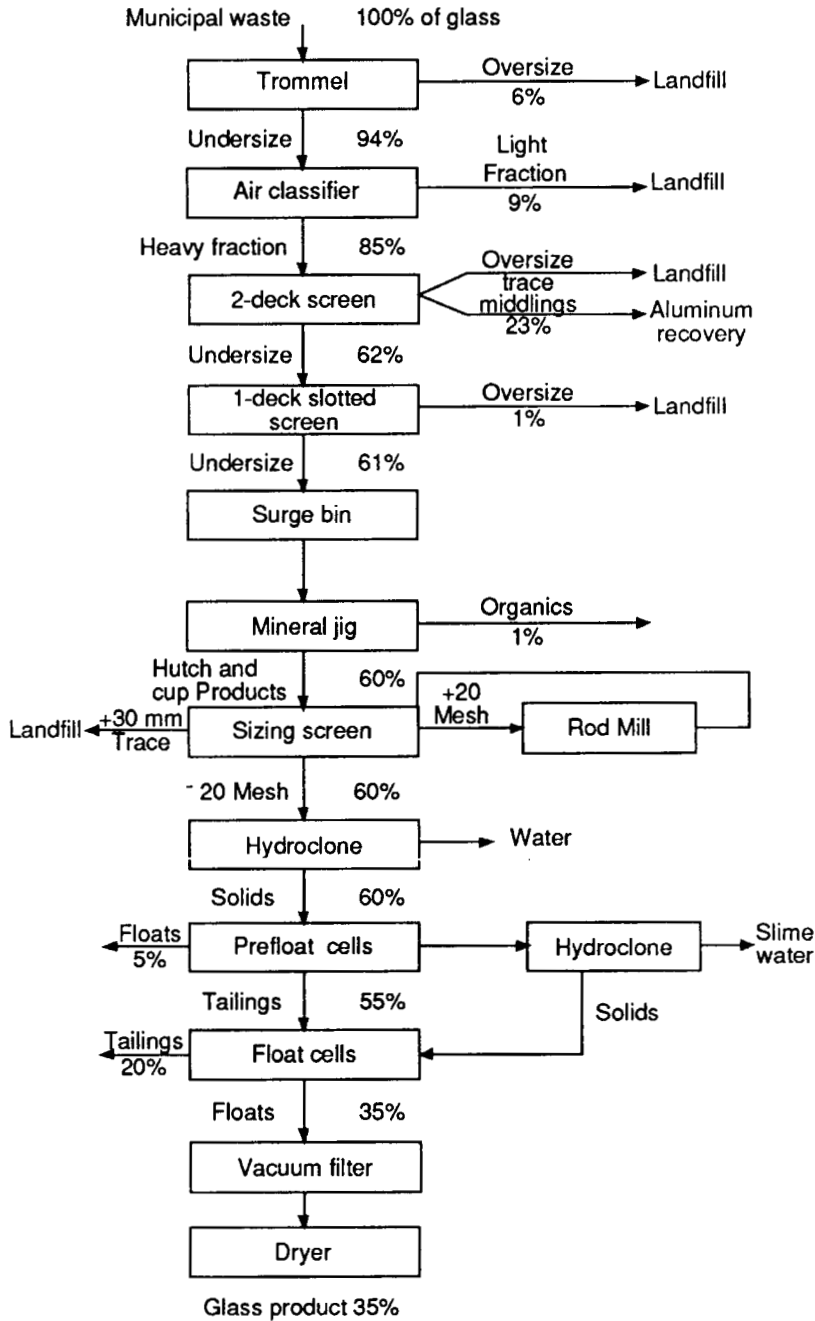 Municipal waste 100% of glass
Trommel
Oversize
6%
Landfill
Undersize 94%
Air classifier
Light
Fraction
9%
Landfill
Heavy fraction 85%
2-deck screen
Oversize
trace
middlings
23%
Landfill
Aluminum
recovery
Undersize 62%
1-deck slotted
screen
Oversize
1%
Landfill
Undersize 61%
Surge bin
Mineral jig
Organics
1%
Hutch and
cup Products
60%
Landfill
+30 mm
Trace
Sizing screen
+20
Mesh
Rod Mill
- 20 Mesh 60%
Hydroclone
Water
Solids 60%
Floats
5%
Prefloat cells
Hydroclone
Slime
water
Tailings 55%
Solids
Tailings
20%
Float cells
Floats 35%
Vacuum filter
Dryer
Glass product 35%